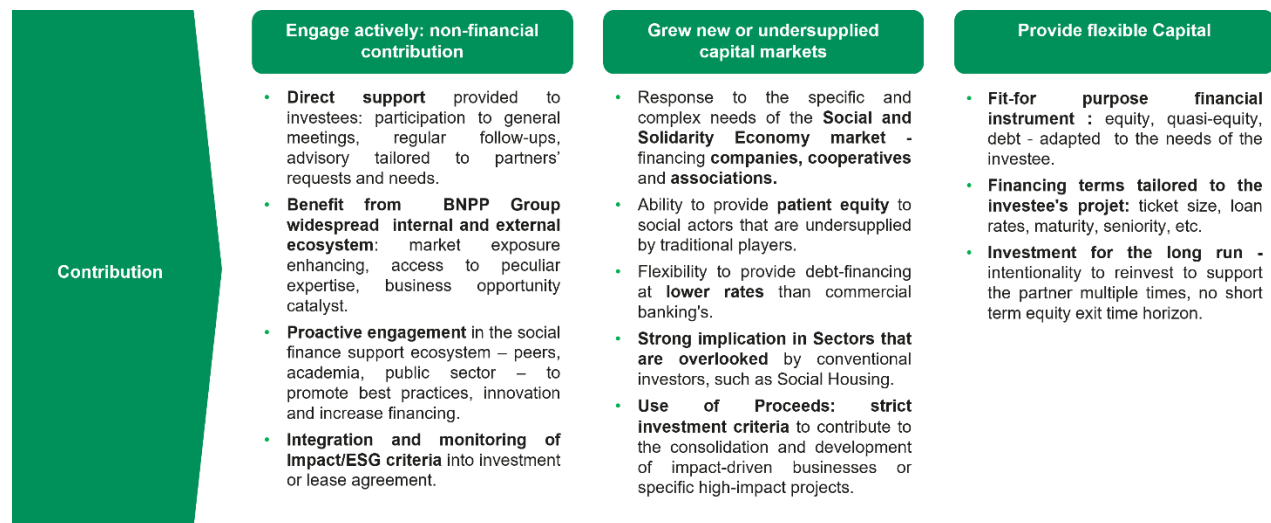 Contribution
Engage actively: non-financial
contribution
• Direct support provided to
investees: participation to general
meetings, regular follow-ups,
advisory tailored to partners’
requests and needs.
• Benefit from BNPP Group
widespread internal and external
ecosystem: market exposure
enhancing, access to peculiar
expertise, business opportunity
catalyst.
• Proactive engagement in the social
finance support ecosystem – peers,
academia, public sector – to
promote best practices, innovation
and increase financing.
• Integration and monitoring of
Impact/ESG criteria into investment
or lease agreement.
Grew new or undersupplied
capital markets
• Response to the specific and
complex needs of the Social and
Solidarity Economy market -
financing companies, cooperatives
and associations.
• Ability to provide patient equity to
social actors that are undersupplied
by traditional players.
• Flexibility to provide debt-financing
at lower rates than commercial
banking's.
• Strong implication in Sectors that
are overlooked by conventional
investors, such as Social Housing.
• Use of Proceeds: strict
investment criteria to contribute to
the consolidation and development
of impact-driven businesses or
specific high-impact projects.
Provide flexible Capital
• Fit-for purpose financial
instrument : equity, quasi-equity,
debt - adapted to the needs of the
investee.
• Financing terms tailored to the
investee's projet: ticket size, loan
rates, maturity, seniority, etc.
• Investment for the long run -
intentionality to reinvest to support
the partner multiple times, no short
term equity exit time horizon.